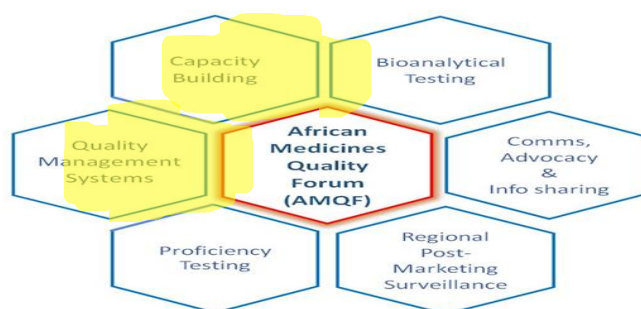 Capacity
Building
Bioanalytical
Testing
Quality
Management
Systems
African
Medicines
Quality
Forum
(AMQF)
Comms,
Advocacy
&
Info sharing
Proficiency
Testing
Regional
Post-
Marketing
Surveillance